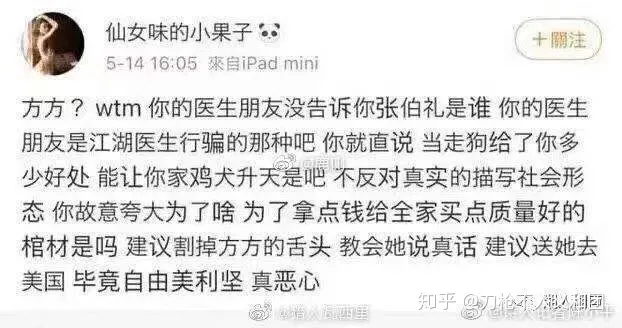 仙女味的小果子🐼
+關注
5-14 16:05 來自iPad mini
方方？wtm 你的医生朋友没告诉你张伯礼是谁 你的医生
朋友是江湖医生行骗的那种吧 你就直说 当走狗给了你多
少好处 能让你家鸡犬升天是吧 不反对真实的描写社会形
态 你故意夸大为了啥 为了拿点钱给全家买点质量好的
棺材是吗 建议割掉方方的舌头 教会她说真话 建议送她去
美国 毕竟自由美利坚 真恶心
知乎 @刀枪不